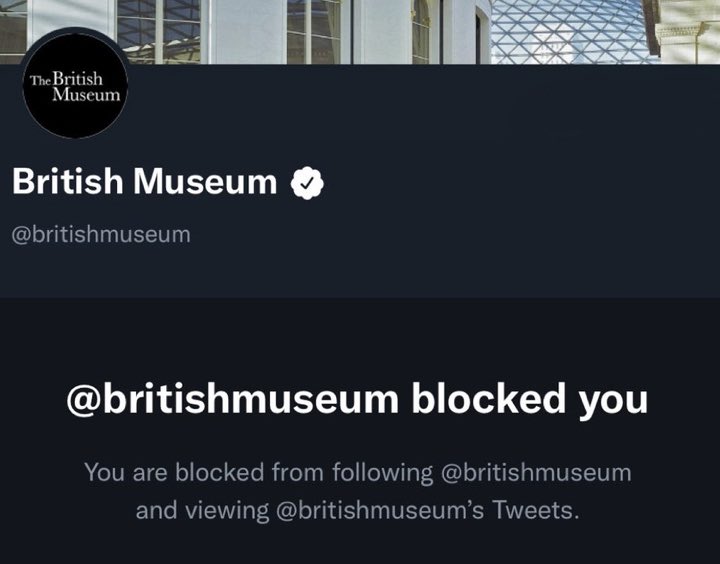 The British
Museum
British Museum
@britishmuseum
@britishmuseum blocked you
You are blocked from following @britishmuseum
and viewing @britishmuseum’s Tweets.